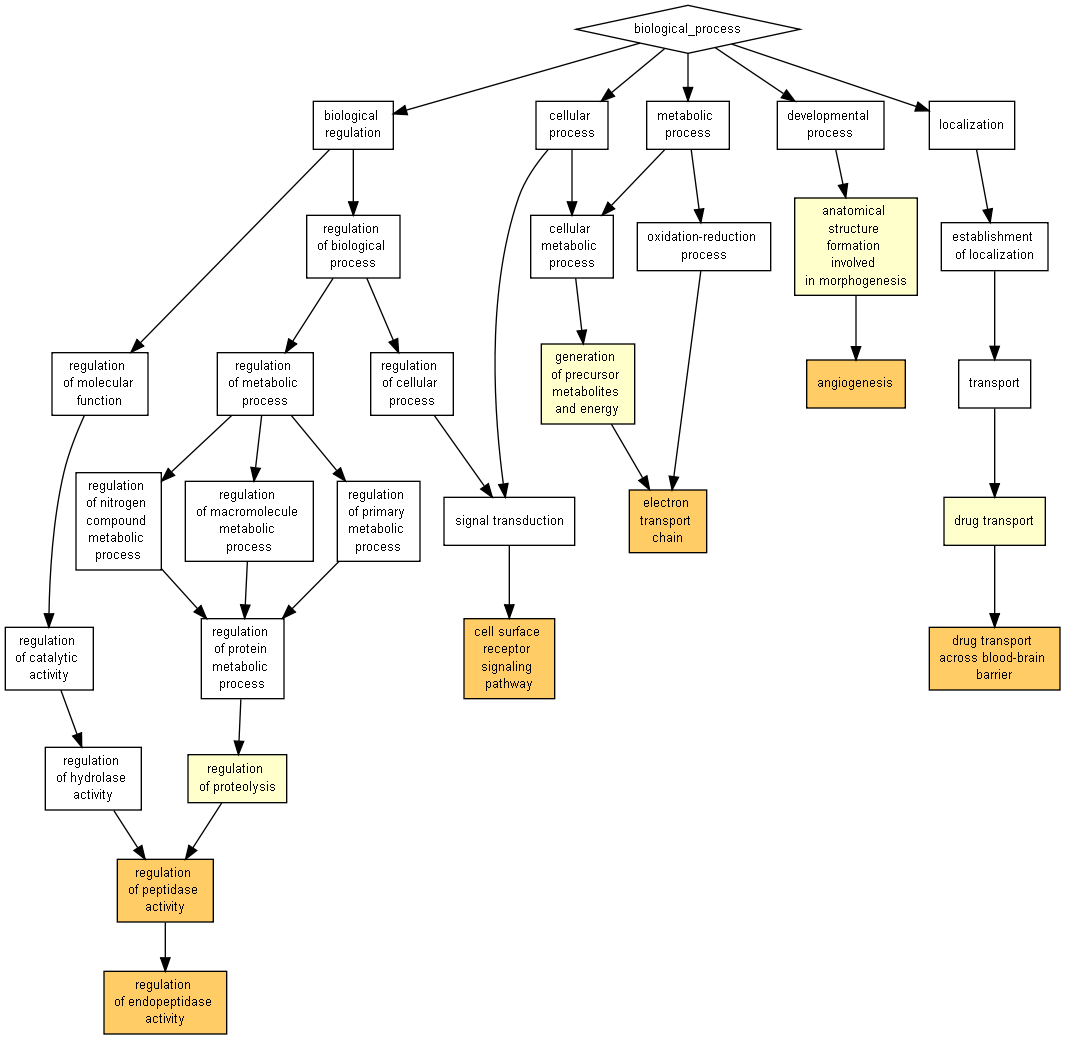 biological_process
biological
regulation
cellular
process
metabolic
process
developmental
process
localization
regulation
of biological
process
cellular
metabolic
process
oxidation-reduction
process
anatomical
structure
formation
involved
in morphogenesis
establishment
of localization
regulation
of molecular
function
regulation
of metabolic
process
regulation
of cellular
process
generation
of precursor
metabolites
and energy
angiogenesis
transport
regulation
of nitrogen
compound
metabolic
process
regulation
of macromolecule
metabolic
process
regulation
of primary
metabolic
process
signal transduction
electron
transport
chain
drug transport
regulation
of catalytic
activity
regulation
of protein
metabolic
process
cell surface
receptor
signaling
pathway
drug transport
across blood-brain
barrier
regulation
of hydrolase
activity
regulation
of proteolysis
regulation
of peptidase
activity
regulation
of endopeptidase
activity